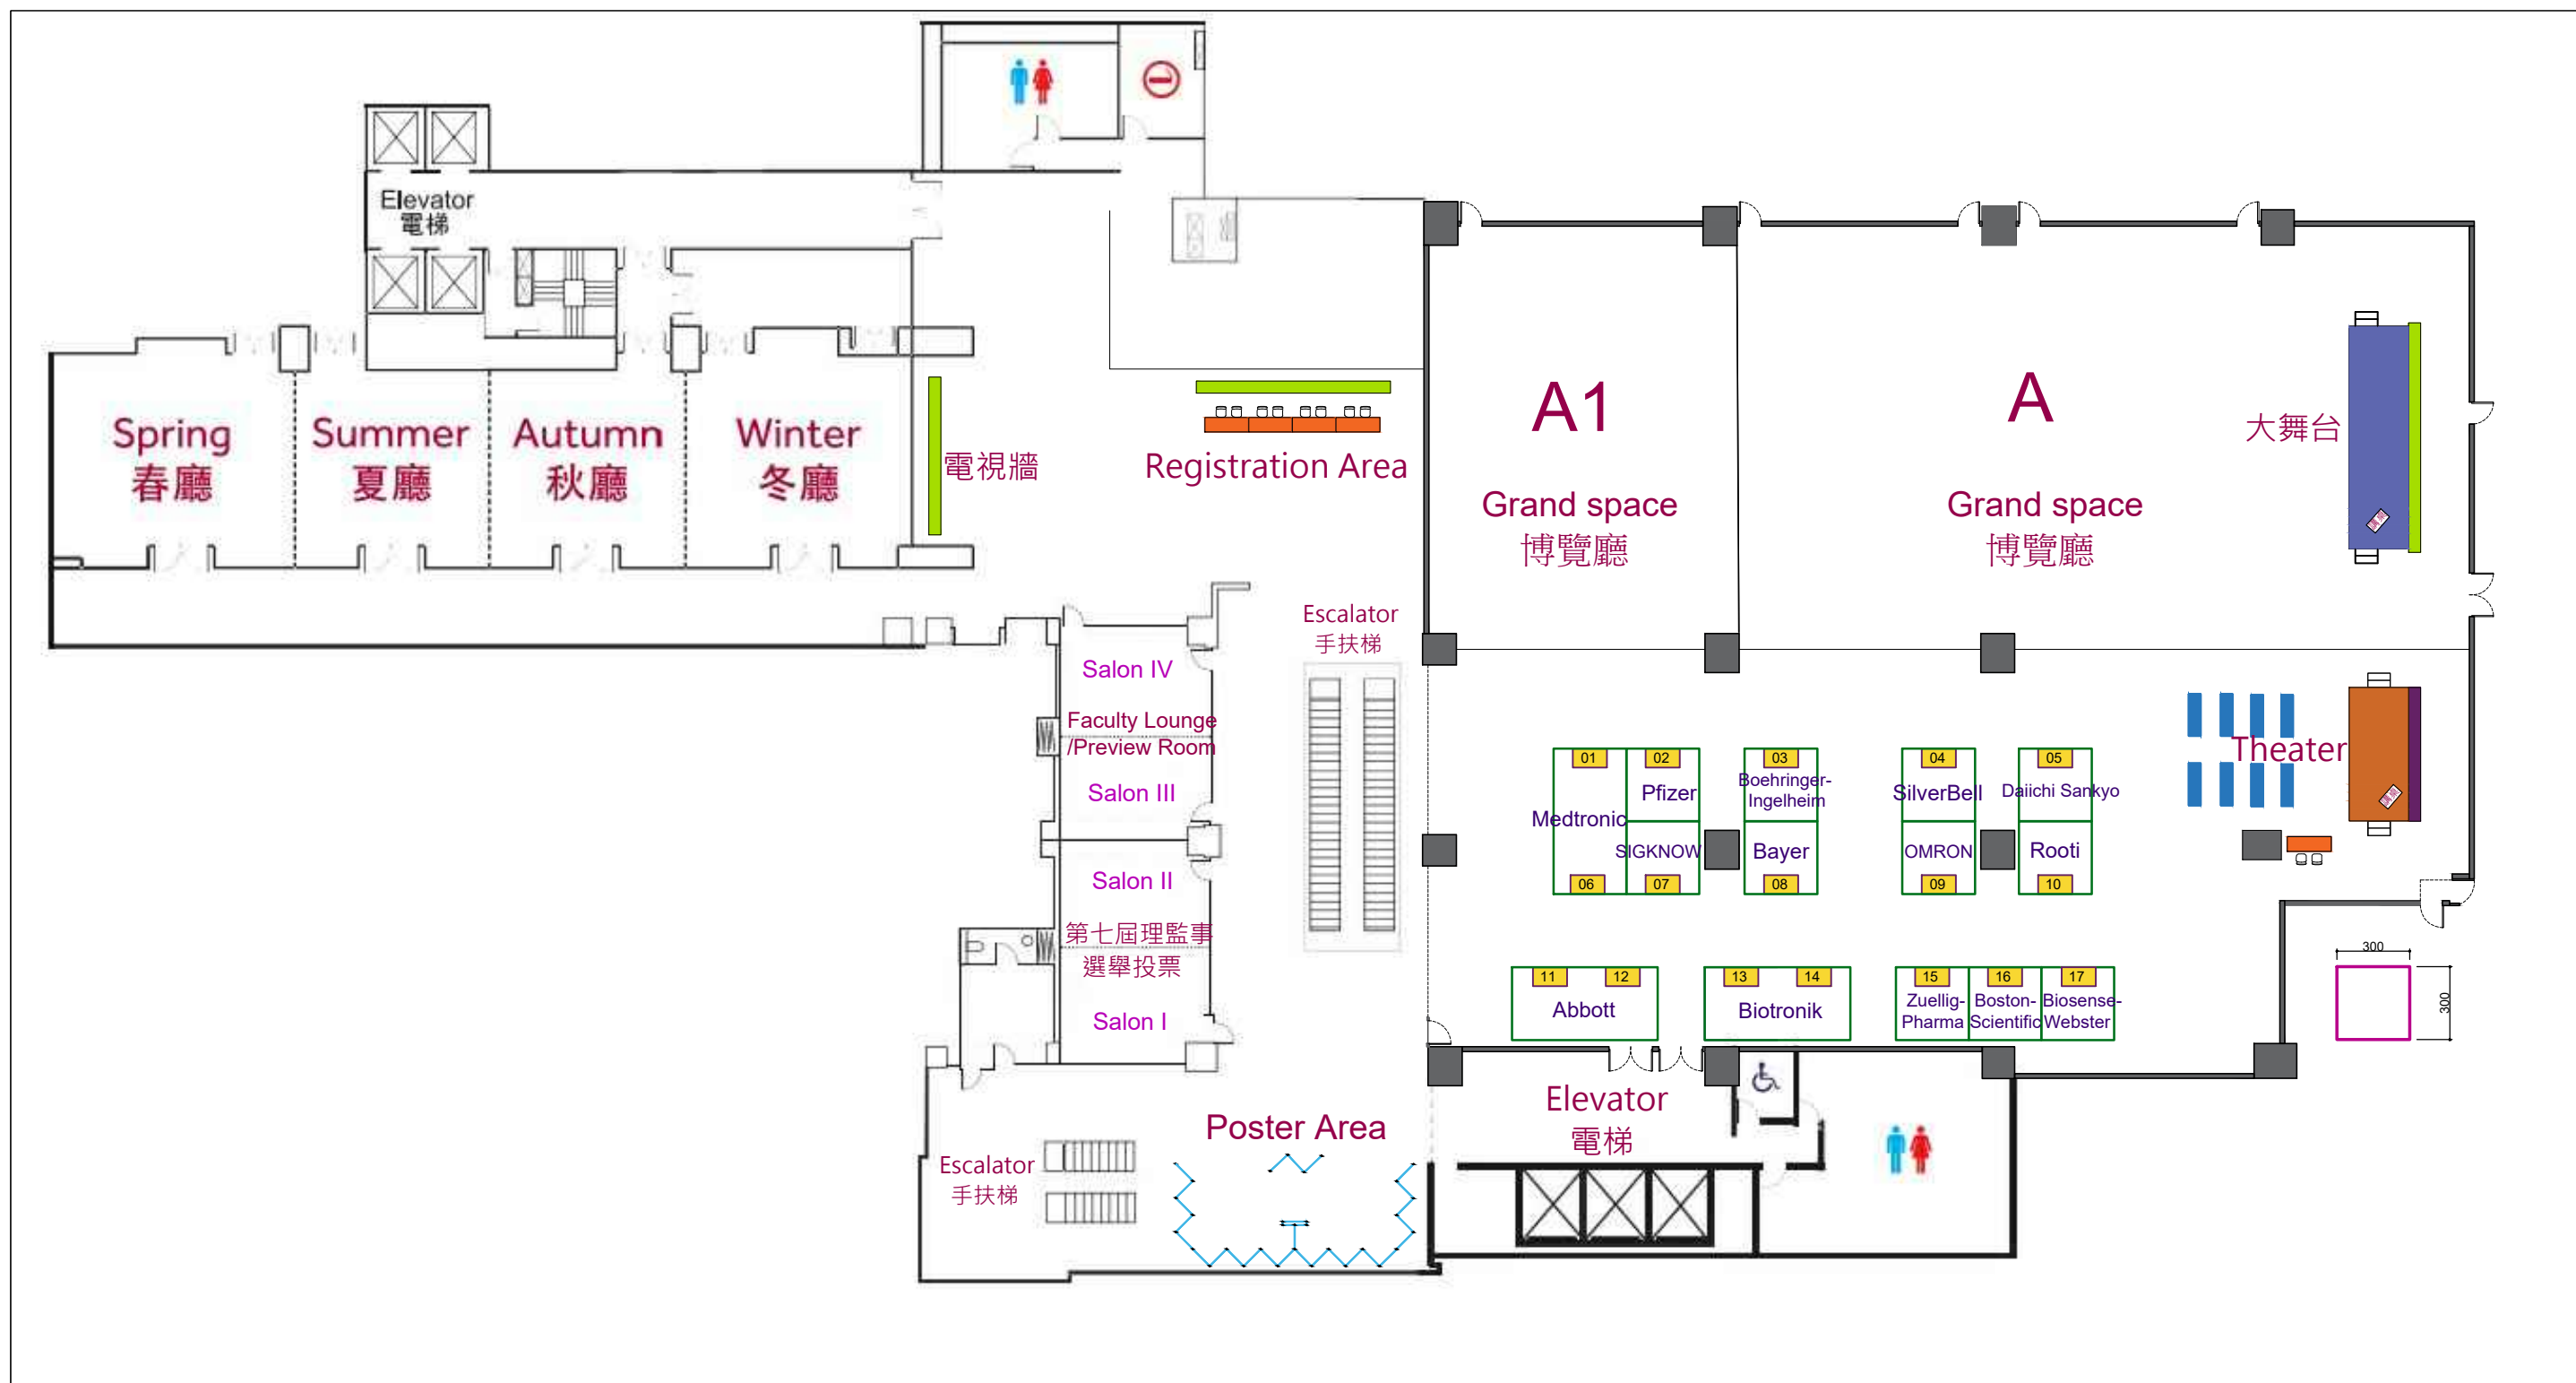 Elevator
電梯
Spring
春廳
Summer
夏廳
Autumn
秋廳
Winter
冬廳
電視牆
Registration Area
A1
Grand space
博覽廳
A
Grand space
博覽廳
大舞台
Escalator
手扶梯
Salon IV
Faculty Lounge
/Preview Room
Salon III
Salon II
第七屆理監事
選舉投票
Salon I
Theater
01
Medtronic
06
02
Pfizer
SIGKNOW
07
03
Boehringer-
Ingelheim
Bayer
08
04
SilverBell
OMRON
09
05
Daiichi Sankyo
Rooti
10
11
12
Abbott
13
14
Biotronik
15
Zuellig-
Pharma
16
Boston-
Scientific
17
Biosense-
Webster
300
300
Elevator
電梯
Poster Area
Escalator
手扶梯